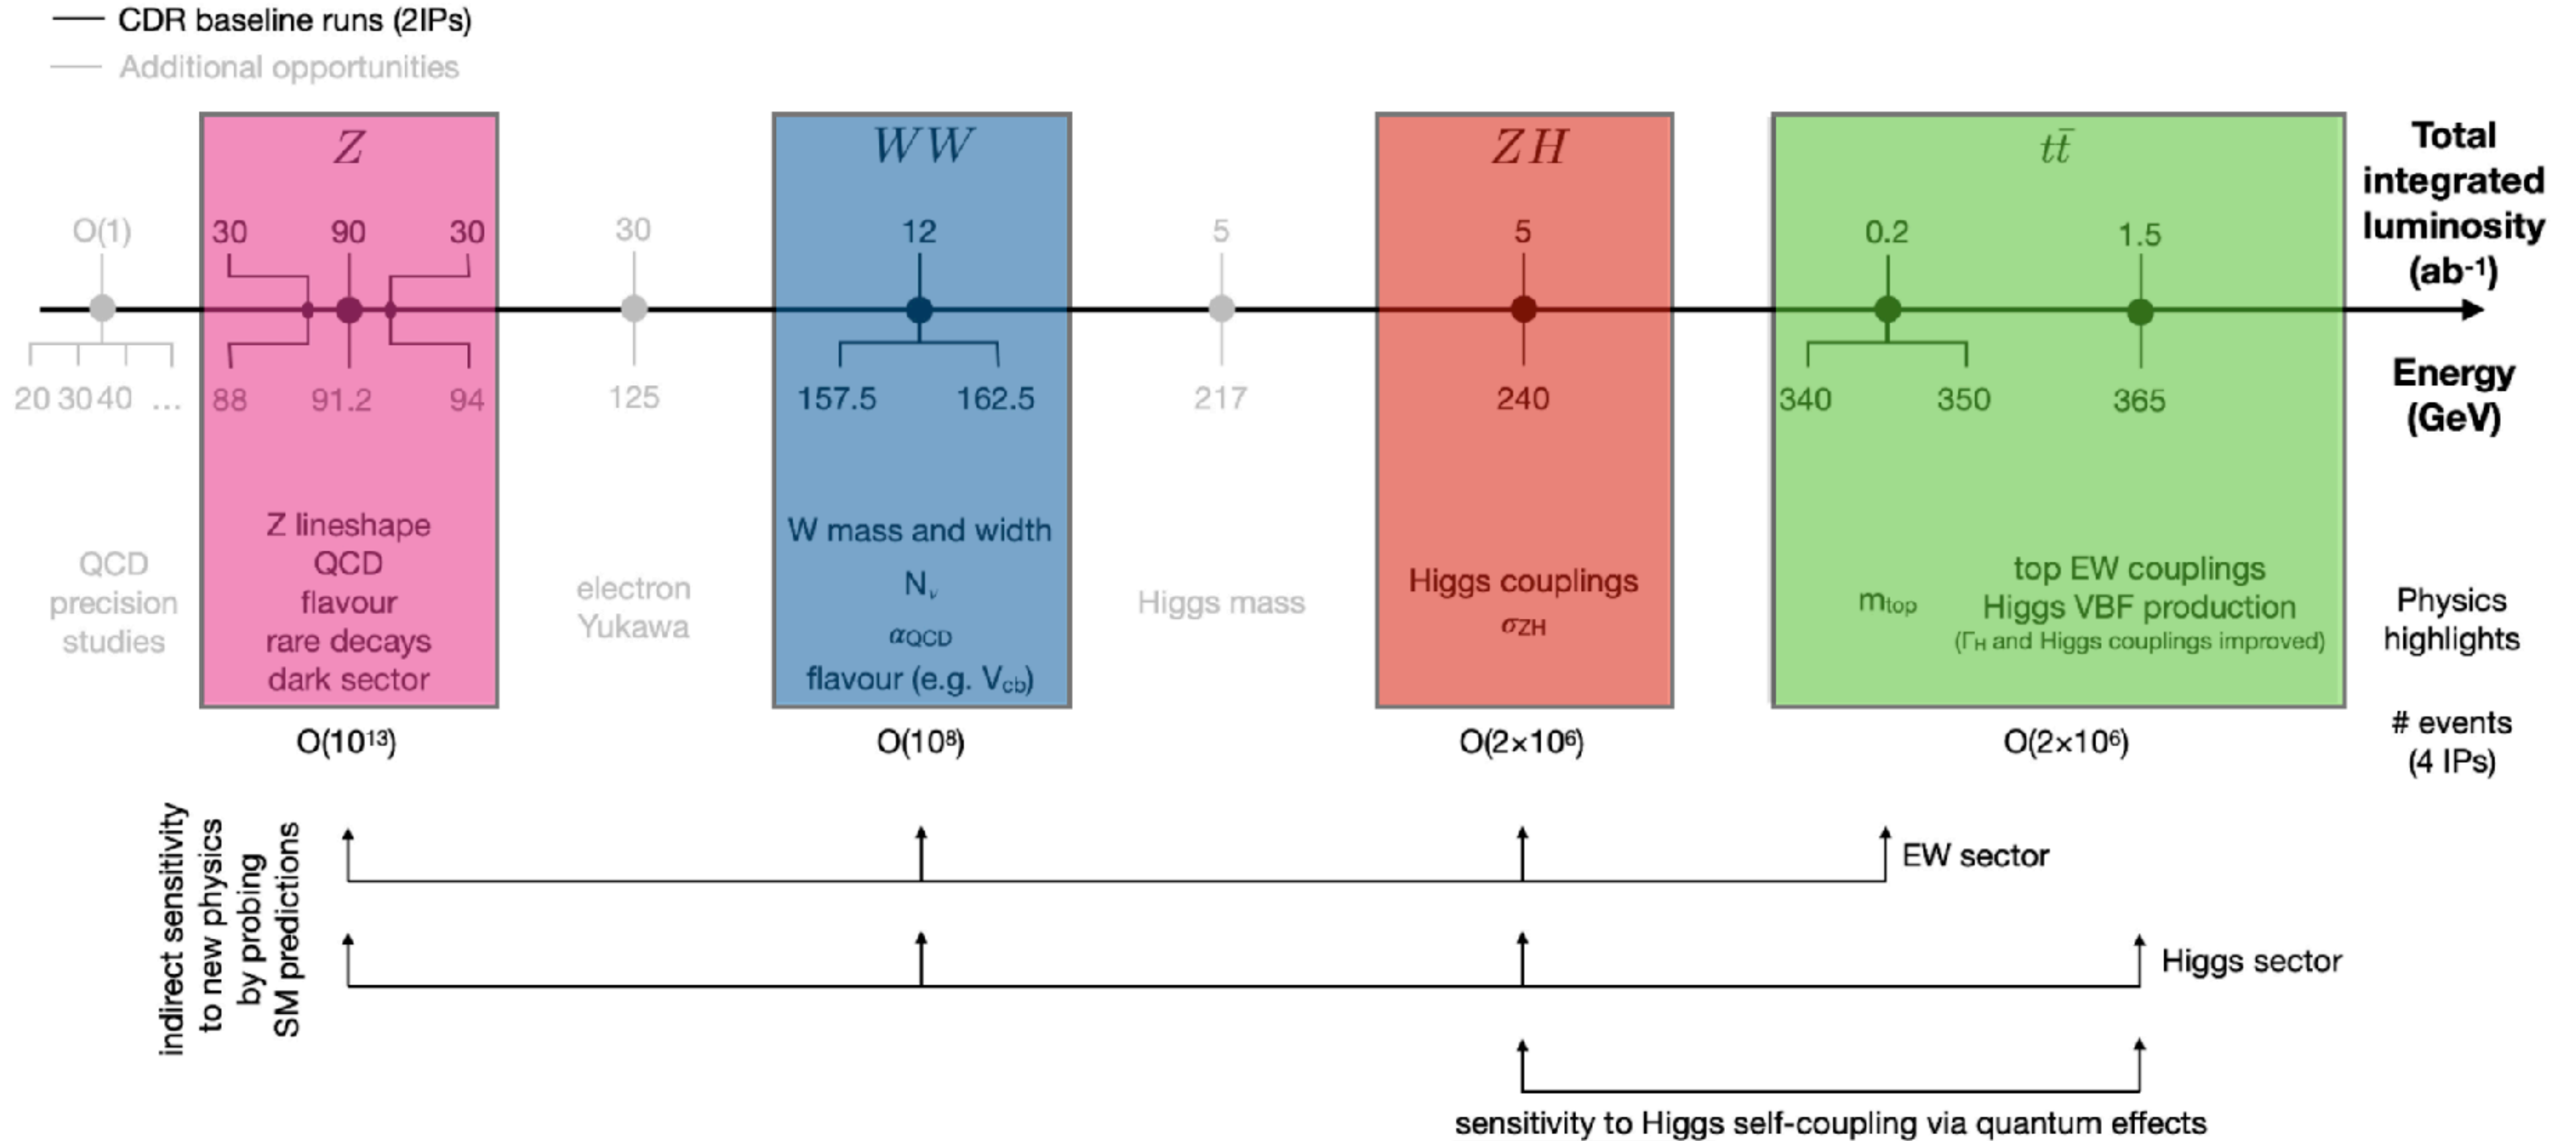 CDR baseline runs (2IPs)
Additional opportunities
Z
WW
ZH
tt̄
Total
integrated
luminosity
(ab⁻¹)
O(1)
30
90
30
30
12
5
5
0.2
1.5
20 30 40 ...
88
91.2
94
125
157.5
162.5
217
240
340
350
365
Energy
(GeV)
QCD
precision
studies
Z lineshape
QCD
flavour
rare decays
dark sector
electron
Yukawa
W mass and width
Nν
αQCD
flavour (e.g. Vcb)
Higgs mass
Higgs couplings
σZH
mtop
top EW couplings
Higgs VBF production
(ΓH and Higgs couplings improved)
Physics
highlights
O(10¹³)
O(10⁸)
O(2×10⁶)
O(2×10⁶)
# events
(4 IPs)
indirect sensitivity
to new physics
by probing
SM predictions
EW sector
Higgs sector
sensitivity to Higgs self-coupling via quantum effects